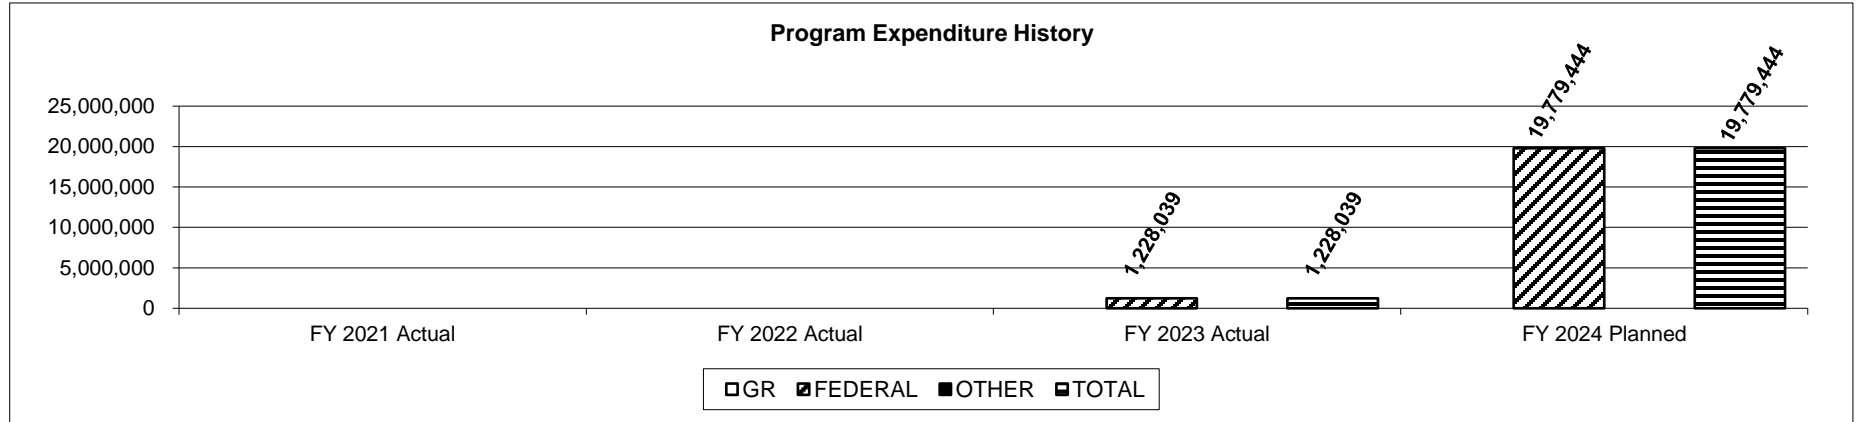 Program Expenditure History
19,779,444
19,779,444
25,000,000
20,000,000
15,000,000
10,000,000
5,000,000
0
1,228,039
1,228,039
FY 2021 Actual
FY 2022 Actual
FY 2023 Actual
FY 2024 Planned
GR FEDERAL OTHER TOTAL